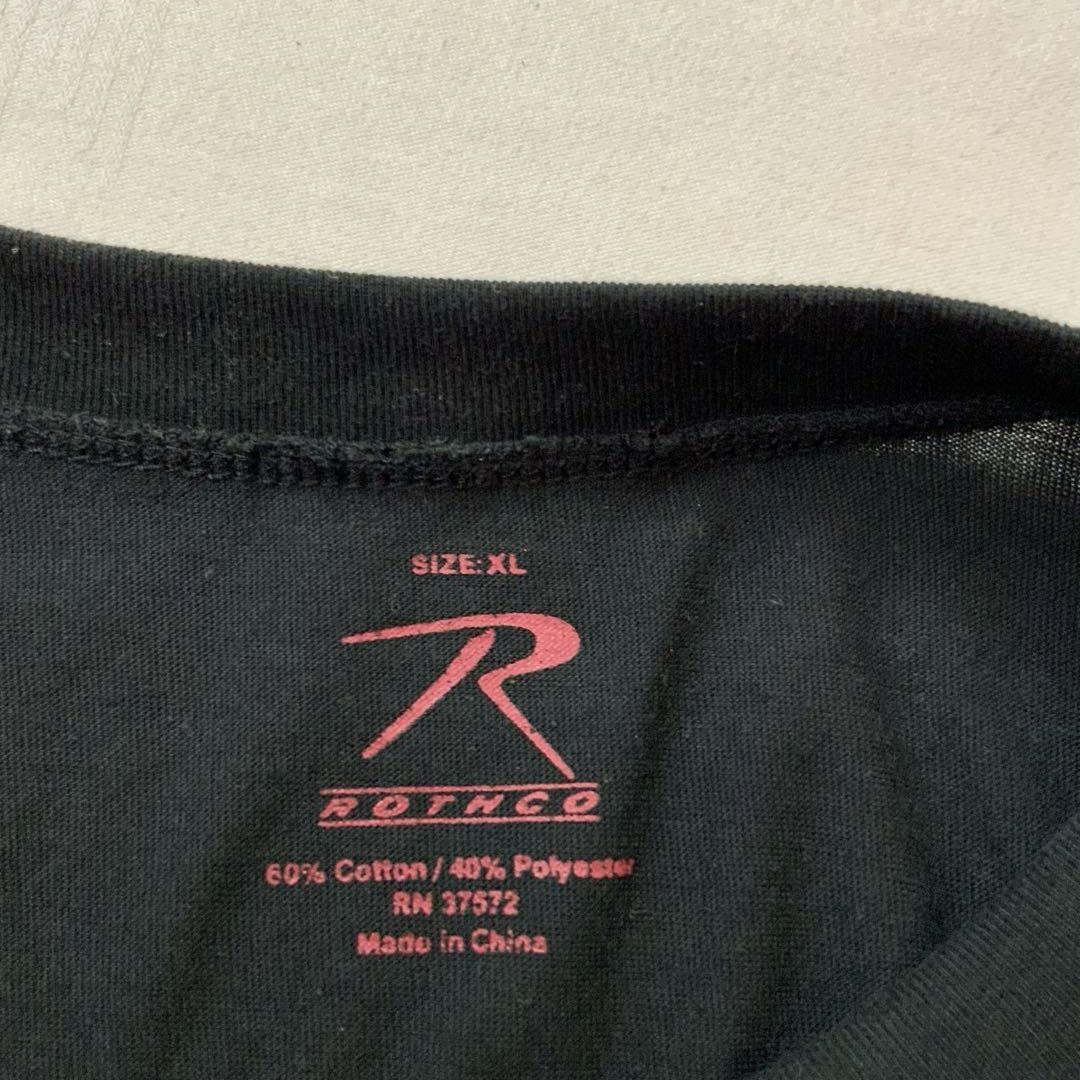 SIZE: XL
R
ROTHCO
60% Cotton / 40% Polyester
RN 37572
Made in China